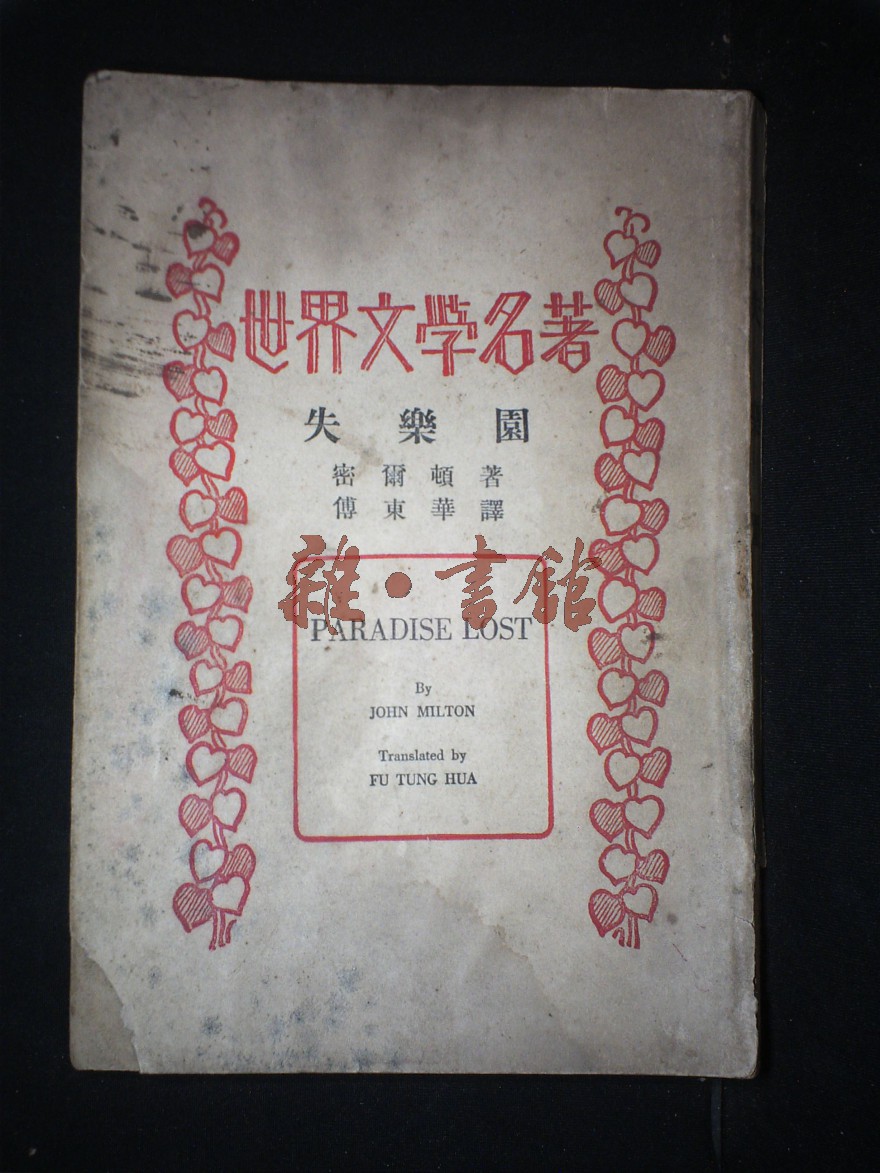 世界文學名著
失樂園
密爾頓著
傅東華譯
雜·書館
PARADISE LOST
By
JOHN MILTON
Translated by
FU TUNG HUA